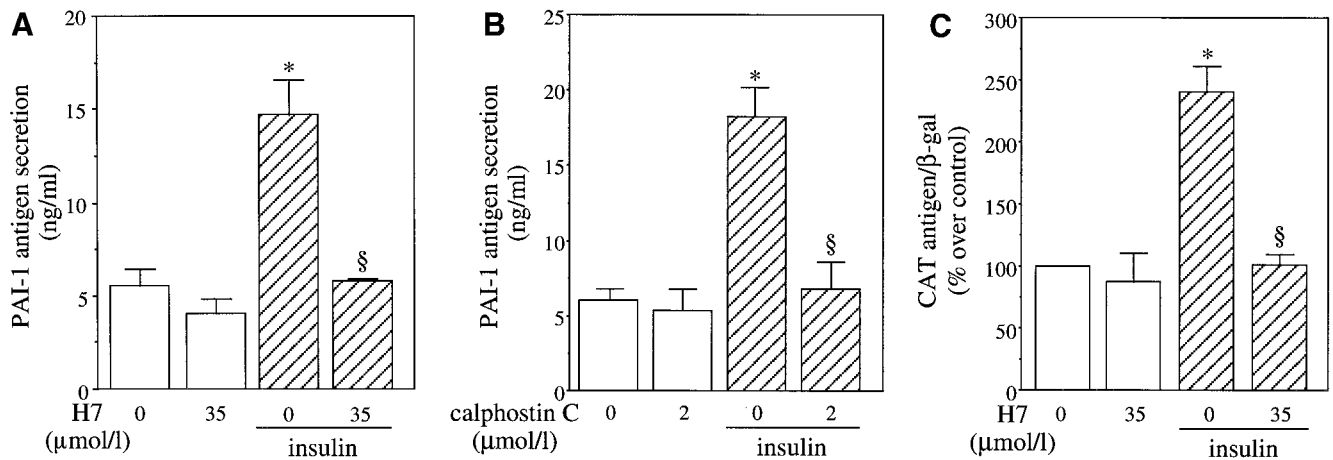 A
PAI-1 antigen secretion
(ng/ml)
20
15
10
5
0
*
§
H7 0 35 0 35
(µmol/l) insulin
B
PAI-1 antigen secretion
(ng/ml)
25
20
15
10
5
0
*
§
calphostin C 0 2 0 2
(µmol/l) insulin
C
CAT antigen/β-gal
(% over control)
300
250
200
150
100
50
0
*
§
H7 0 35 0 35
(µmol/l) insulin